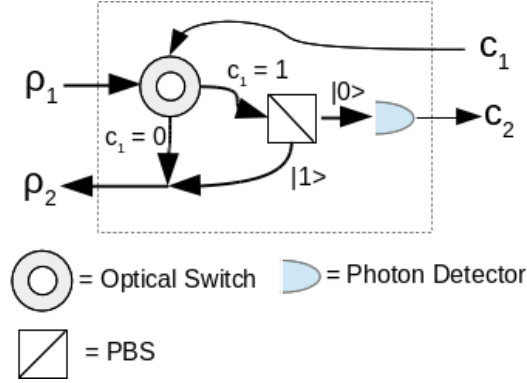 c₁
ρ₁
c₁ = 1
|0>
c₂
c₁ = 0
ρ₂
|1>
= Optical Switch
= Photon Detector
= PBS